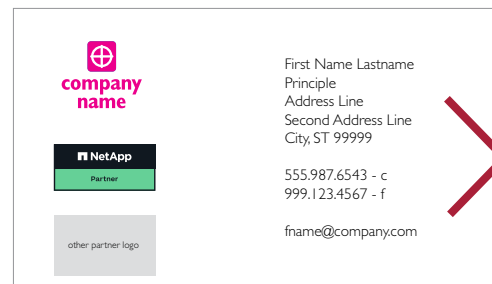 company
name
NetApp
Partner
other partner logo
First Name Lastname
Principle
Address Line
Second Address Line
City, ST 99999
555.987.6543 - c
999.123.4567 - f
fname@company.com